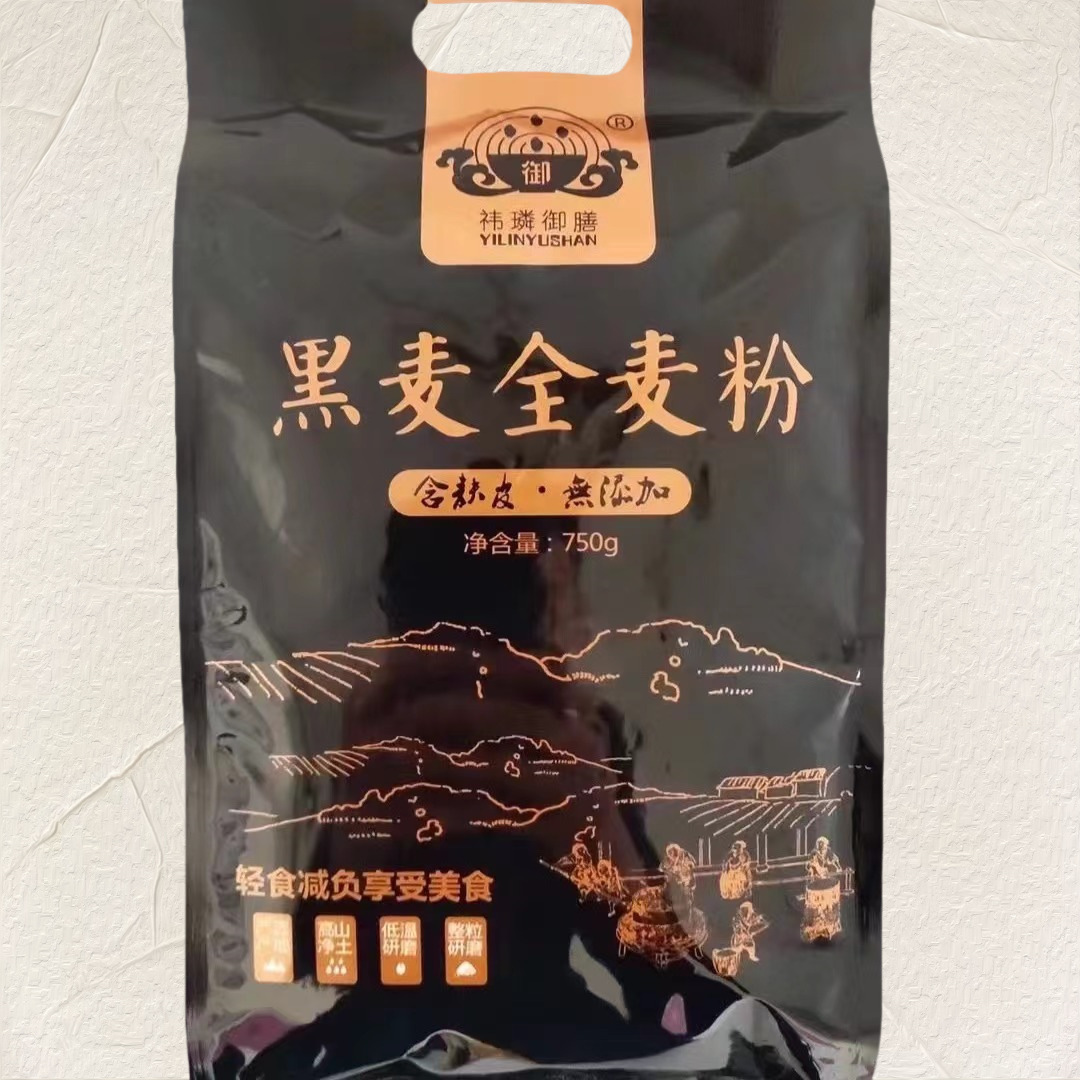 御
®
祎璘御膳
YILINYUSHAN
黑麦全麦粉
含麸皮·無添加
净含量：750g
轻食减负享受美食
高山
净土
低温
研磨
整粒
研磨